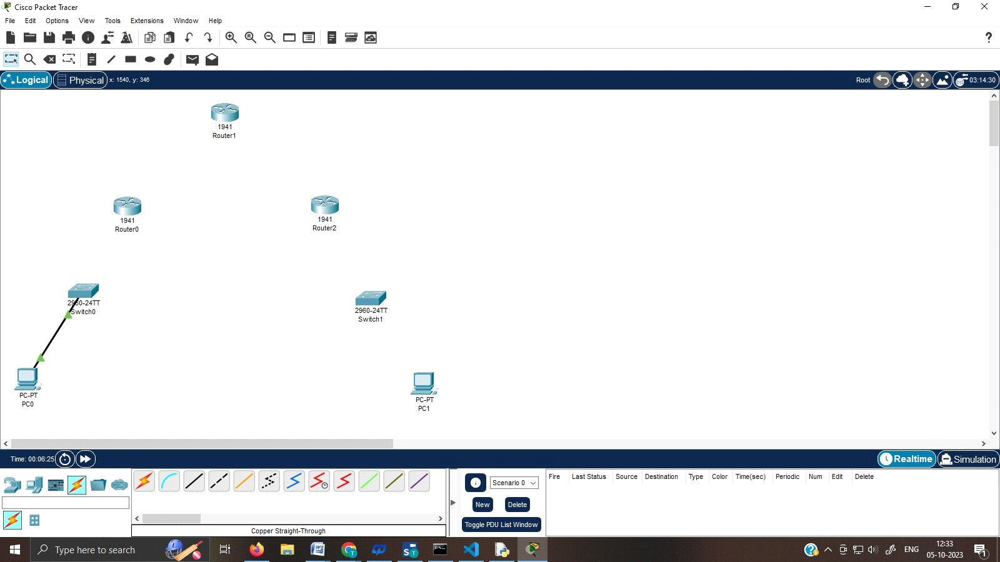 Cisco Packet Tracer
File Edit Options View Tools Extensions Window Help
Logical Physical x: 1540, y: 346 Root 03:14:30
1941
Router1
1941
Router0
1941
Router2
2960-24TT
Switch0
2960-24TT
Switch1
PC-PT
PC0
PC-PT
PC1
Time: 00:06:25 Realtime Simulation
Scenario 0
New Delete
Toggle PDU List Window
Fire Last Status Source Destination Type Color Time(sec) Periodic Num Edit Delete
Copper Straight-Through
Type here to search
ENG
12:33
05-10-2023
1